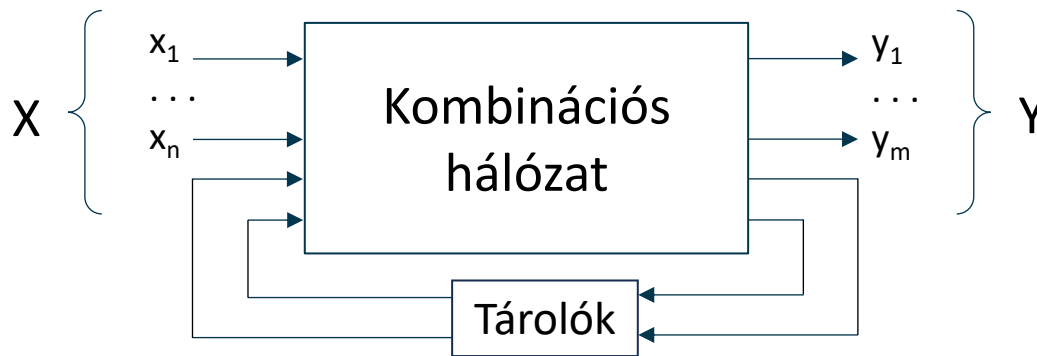 X
x₁
. . .
xₙ
Kombinációs
hálózat
y₁
. . .
yₘ
Y
Tárolók